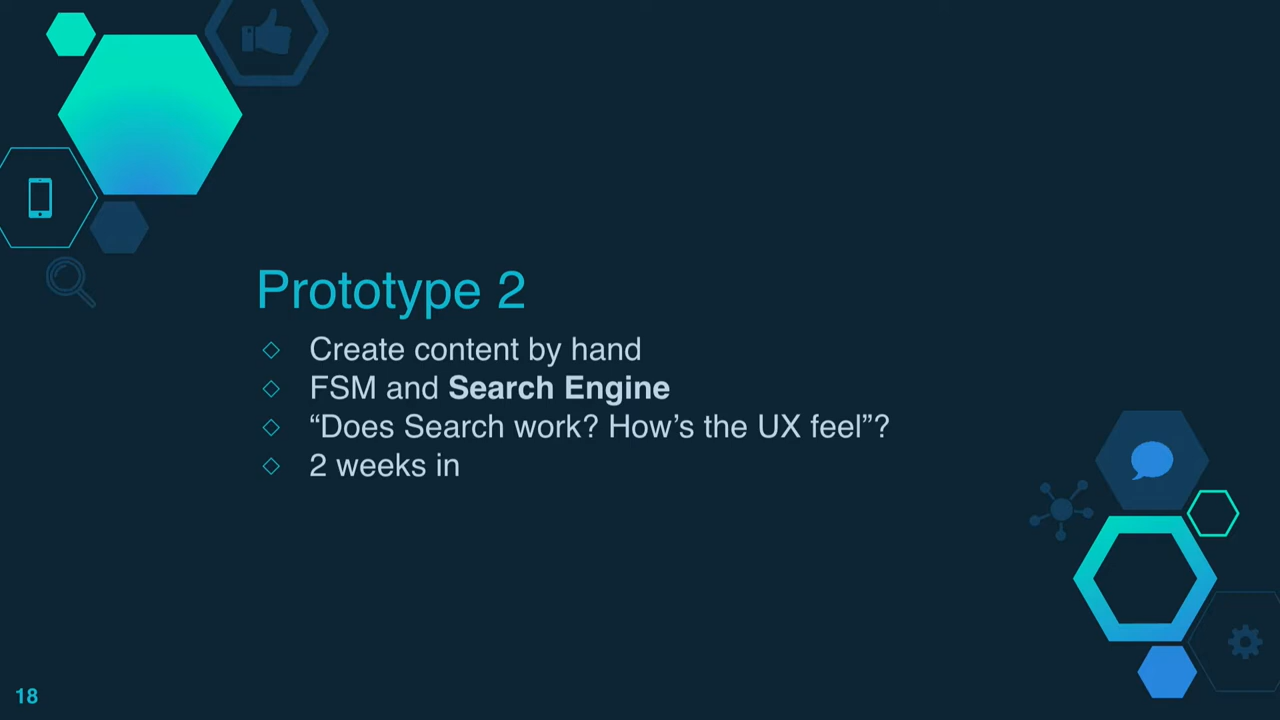 Prototype 2
Create content by hand
FSM and Search Engine
“Does Search work? How’s the UX feel”?
2 weeks in
18